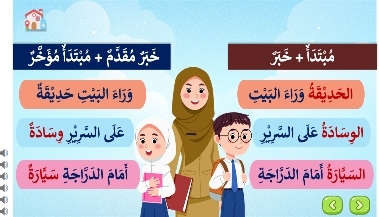 مُبْتَدَأٌ + خَبَرٌ
خَبَرٌ مُقَدَّمٌ + مُبْتَدَأٌ مُؤَخَّرٌ
الحَدِيْقَةُ وَرَاءَ البَيْتِ
وَرَاءَ البَيْتِ حَدِيْقَةٌ
الوِسَادَةُ عَلَى السَّرِيْرِ
عَلَى السَّرِيْرِ وِسَادَةٌ
السَّيَّارَةُ أَمَامَ الدَّرَّاجَةِ
أَمَامَ الدَّرَّاجَةِ سَيَّارَةٌ